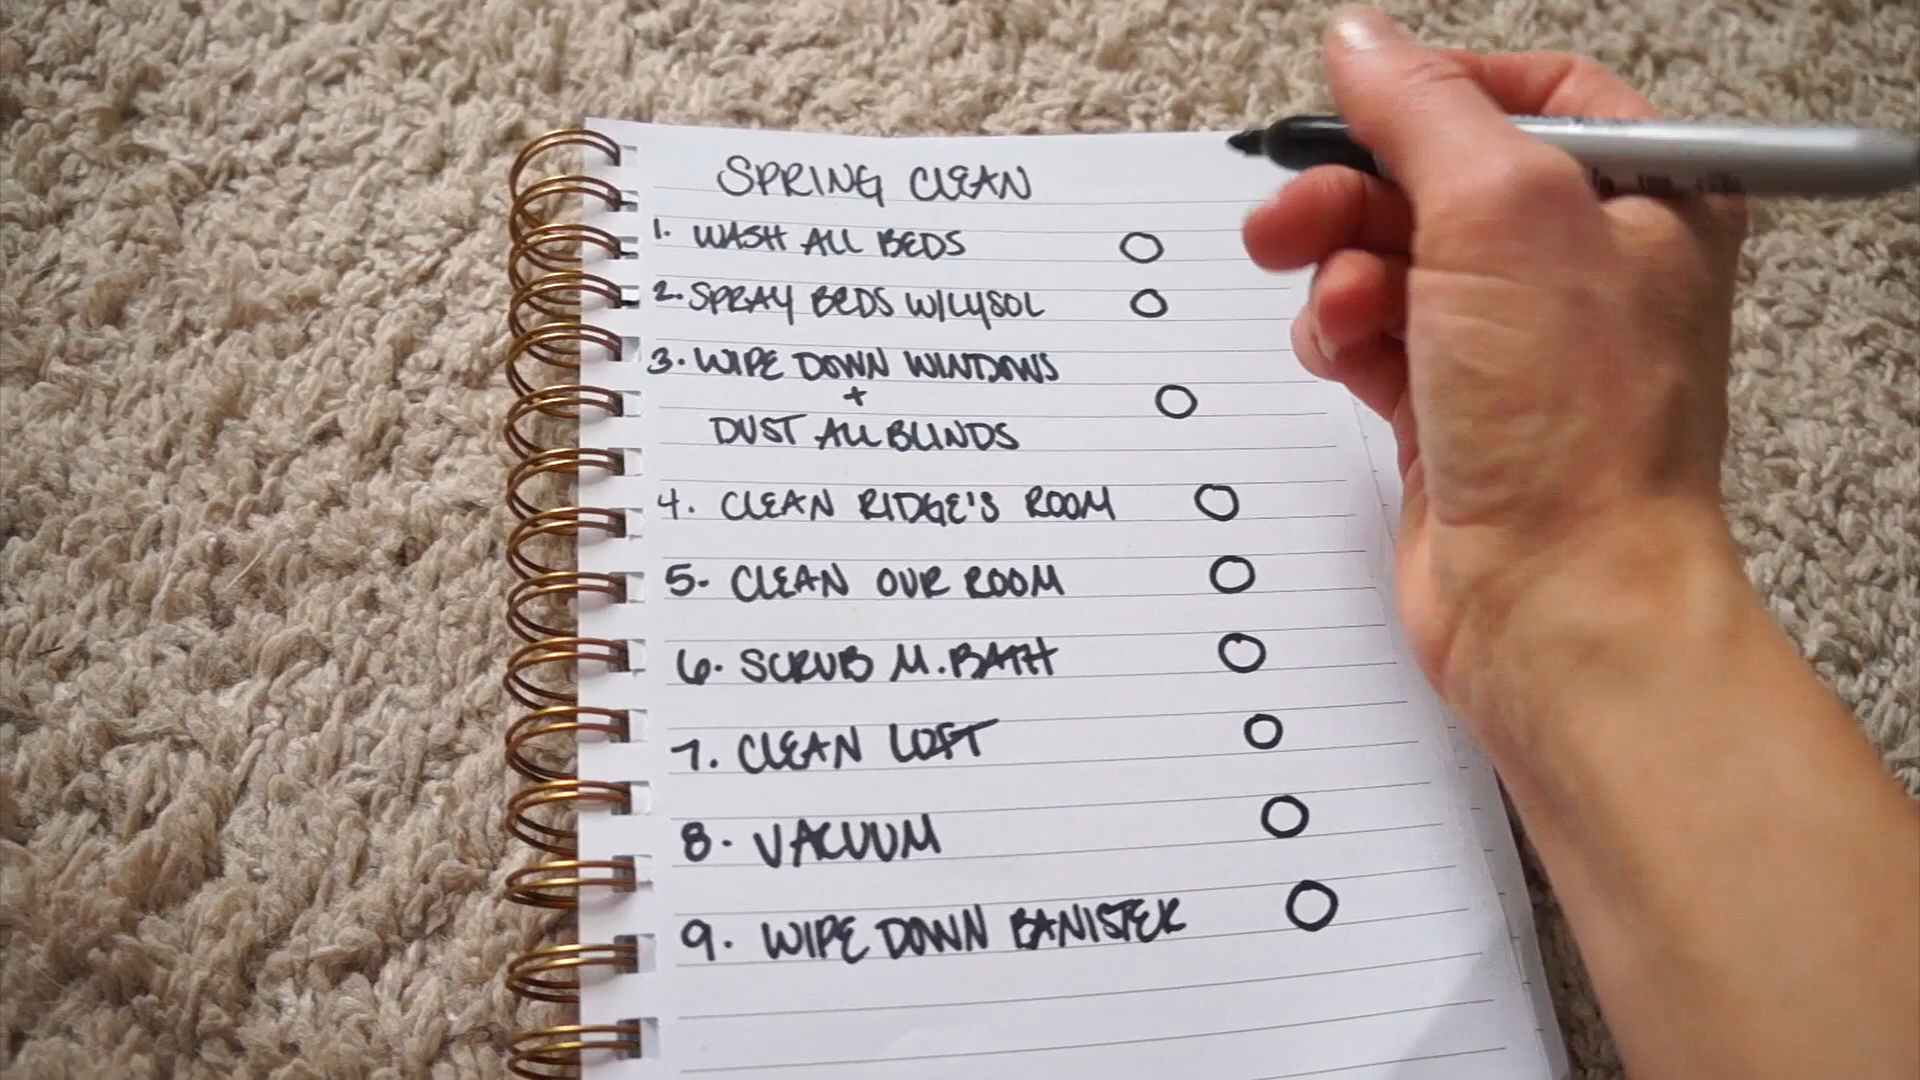 SPRING CLEAN
1. WASH ALL BEDS
2. SPRAY BEDS W/LYSOL
3. WIPE DOWN WINDOWS
+
DUST ALL BLINDS
4. CLEAN RIDGE'S ROOM
5. CLEAN OUR ROOM
6. SCRUB M. BATH
7. CLEAN LOFT
8. VACUUM
9. WIPE DOWN BANISTER